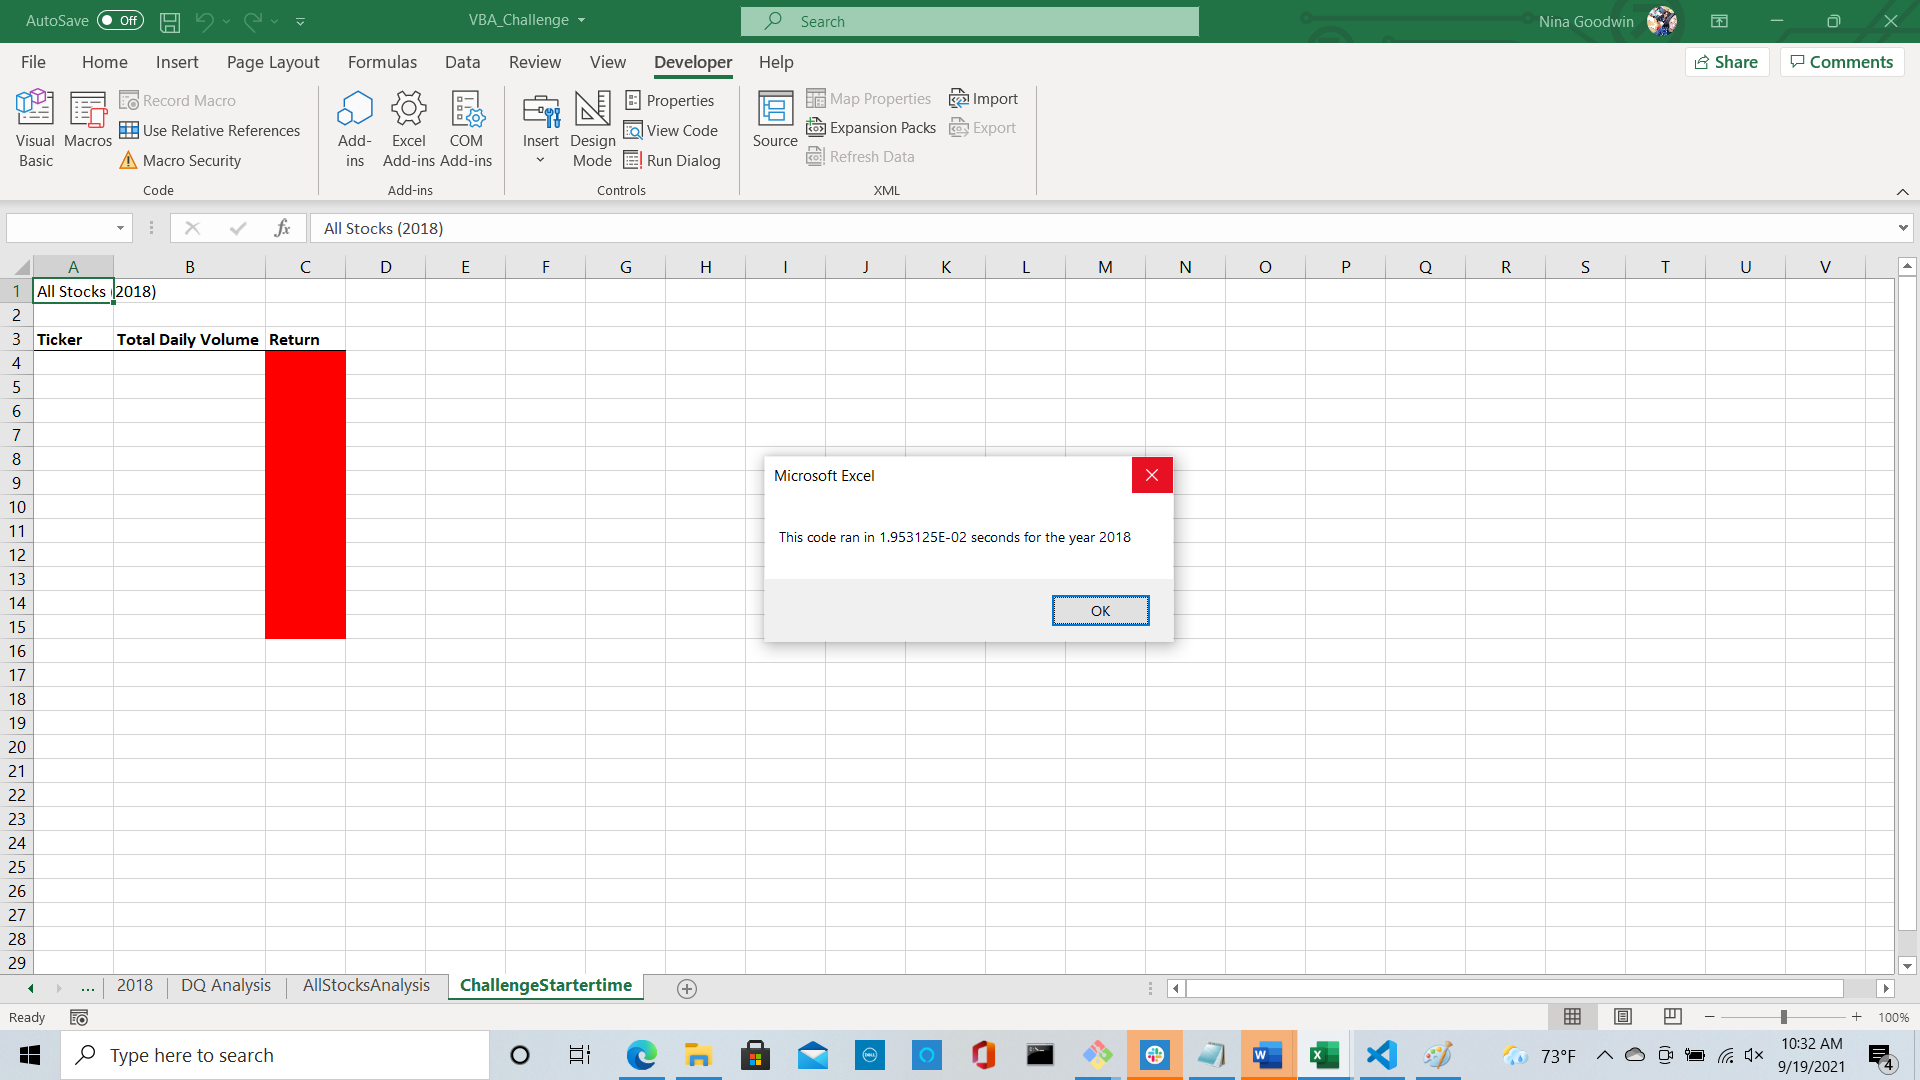 AutoSave Off VBA_Challenge Search Nina Goodwin
File Home Insert Page Layout Formulas Data Review View Developer Help Share Comments
Visual Basic
Macros
Record Macro
Use Relative References
Macro Security
Code
Add-ins
Excel Add-ins
COM Add-ins
Add-ins
Insert
Design Mode
Properties
View Code
Run Dialog
Controls
Source
Map Properties
Expansion Packs
Refresh Data
Import
Export
XML
fx All Stocks (2018)
A B C D E F G H I J K L M N O P Q R S T U V
1 All Stocks (2018)
2
3 Ticker Total Daily Volume Return
4
5
6
7
8
9
10
11
12
13
14
15
16
17
18
19
20
21
22
23
24
25
26
27
28
29
Microsoft Excel
This code ran in 1.953125E-02 seconds for the year 2018
OK
... 2018 DQ Analysis AllStocksAnalysis ChallengeStartertime
Ready 100%
Type here to search
DELL
73°F
10:32 AM
9/19/2021
4